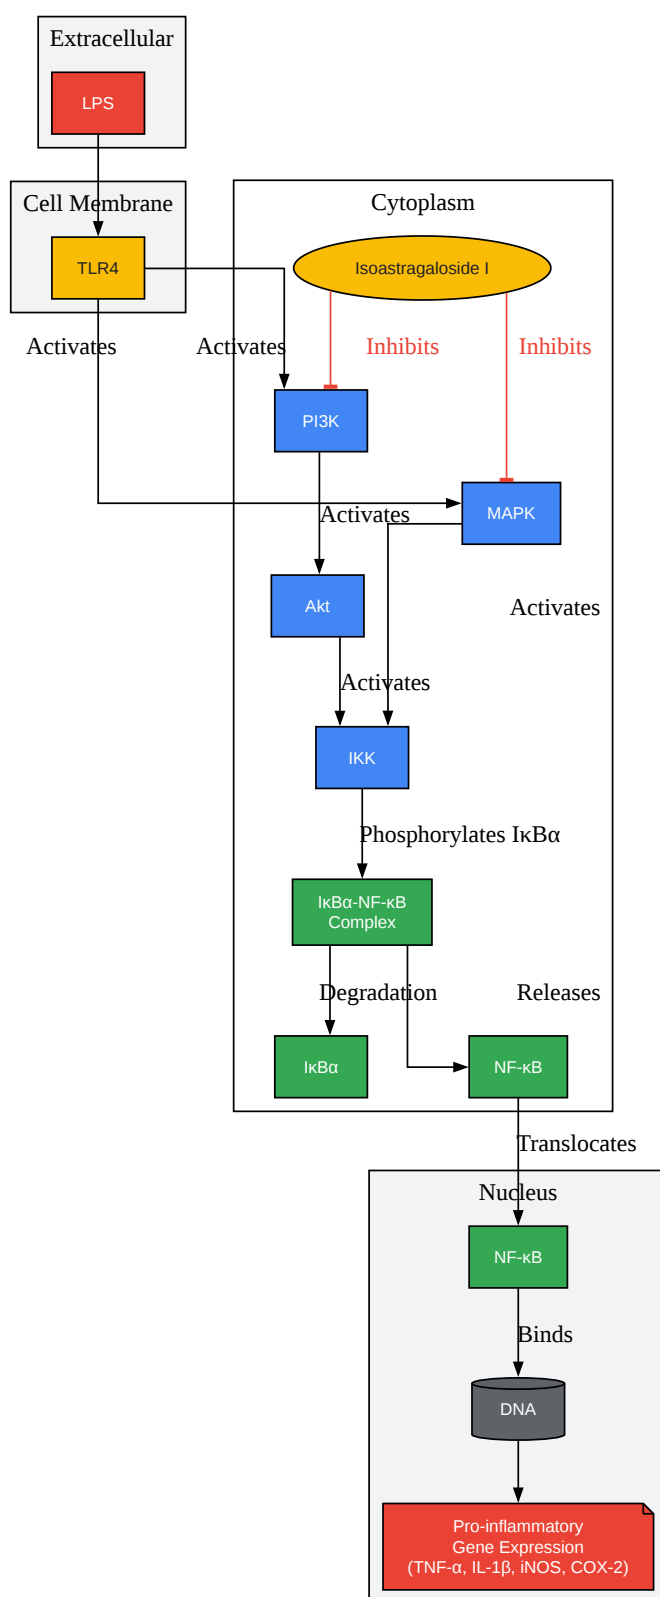 Extracellular
LPS
Cell Membrane
TLR4
Cytoplasm
Isoastragaloside I
Activates
Activates
Inhibits
Inhibits
PI3K
MAPK
Activates
Akt
Activates
Activates
IKK
Phosphorylates IκBα
IκBα-NF-κB
Complex
Degradation
Releases
IκBα
NF-κB
Translocates
Nucleus
NF-κB
Binds
DNA
Pro-inflammatory
Gene Expression
(TNF-α, IL-1β, iNOS, COX-2)